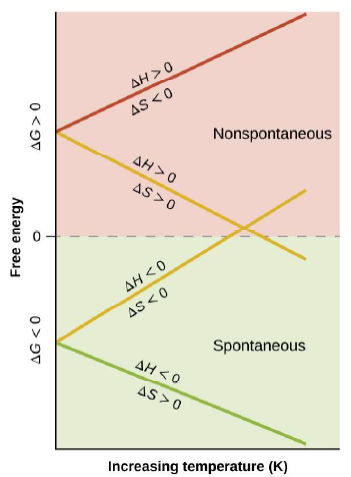 ΔH > 0
ΔS < 0
ΔG > 0
Nonspontaneous
ΔH > 0
ΔS > 0
Free energy
0
ΔH < 0
ΔS < 0
ΔG < 0
Spontaneous
ΔH < 0
ΔS > 0
Increasing temperature (K)